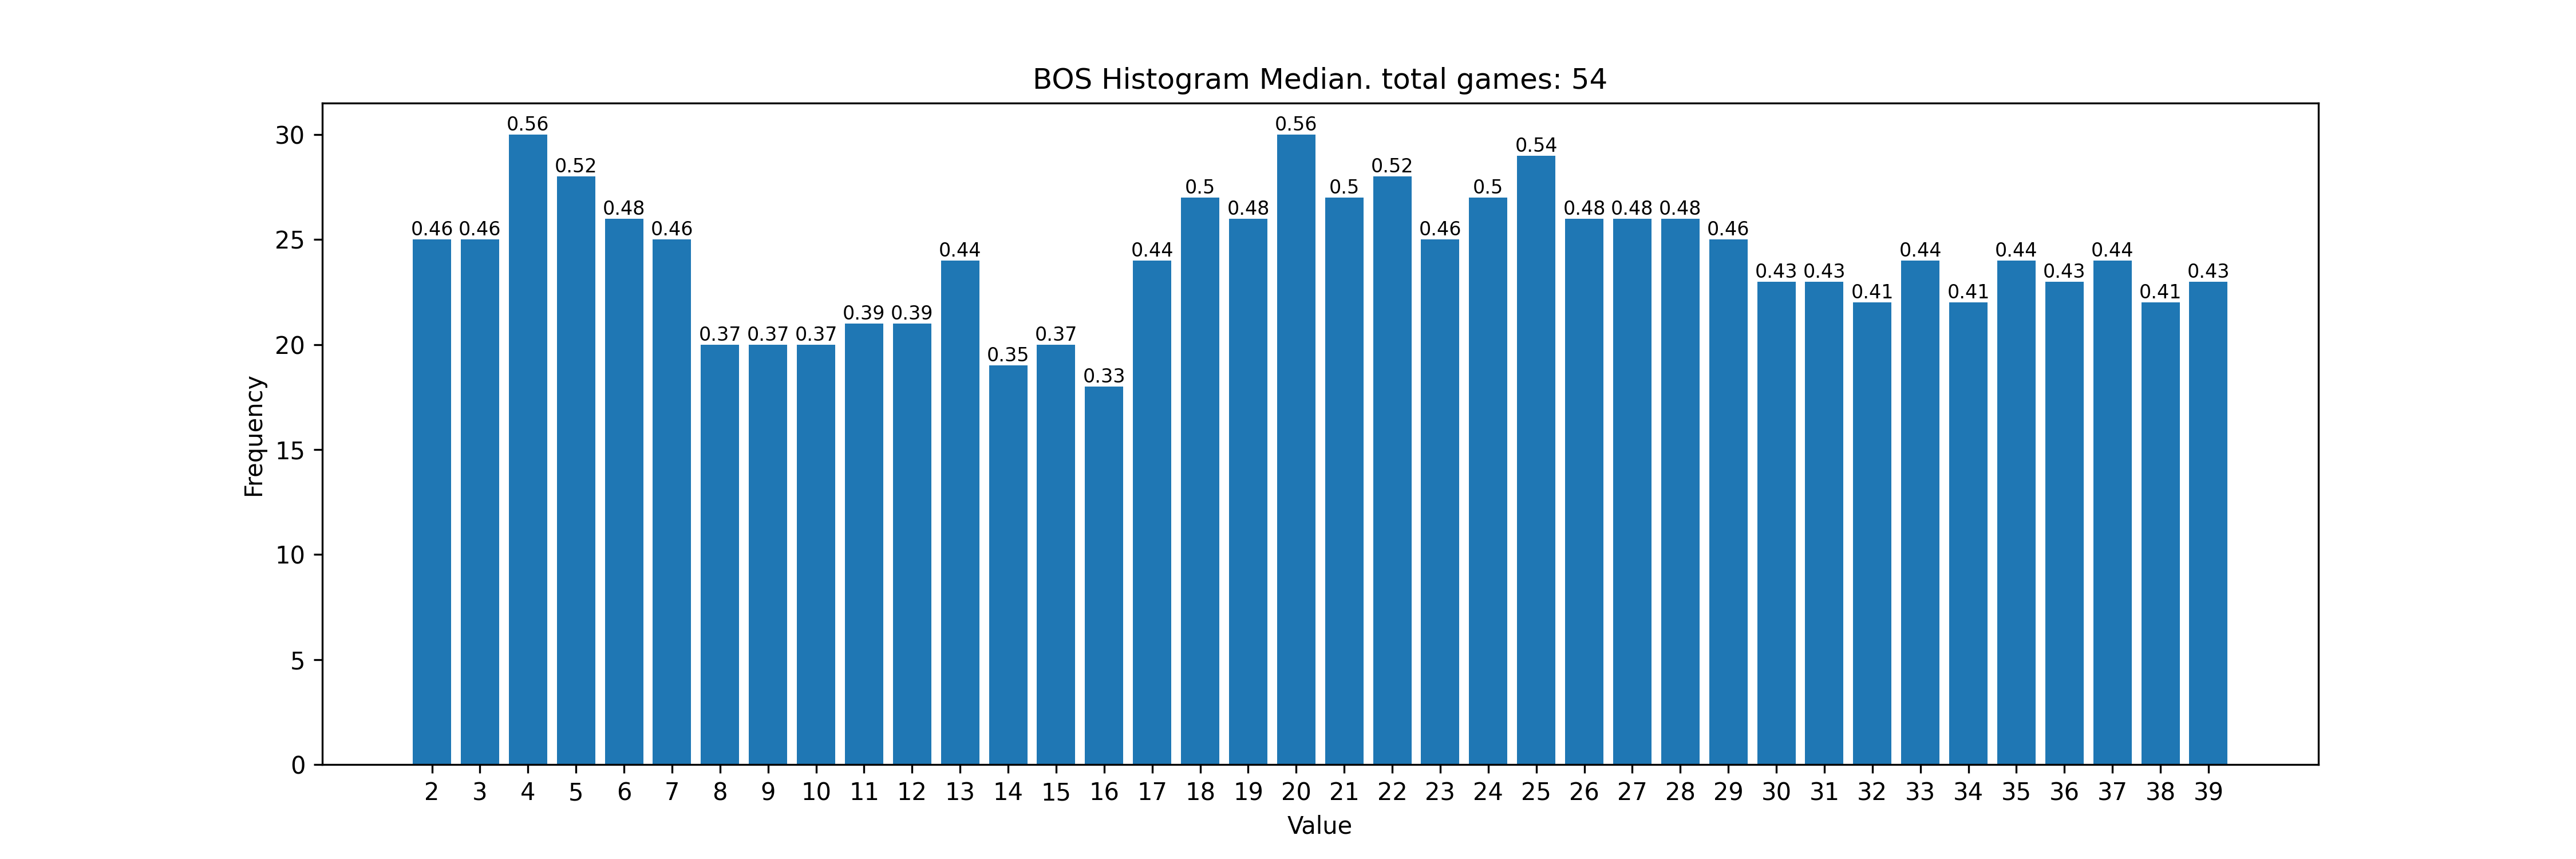 BOS Histogram Median. total games: 54
30
25
20
15
10
5
0
Frequency
0.46 0.46 0.56 0.52 0.48 0.46 0.37 0.37 0.37 0.39 0.39 0.44 0.35 0.37 0.33 0.44 0.5 0.48 0.56 0.5 0.52 0.46 0.5 0.54 0.48 0.48 0.48 0.46 0.43 0.43 0.41 0.44 0.41 0.44 0.43 0.44 0.41 0.43
2 3 4 5 6 7 8 9 10 11 12 13 14 15 16 17 18 19 20 21 22 23 24 25 26 27 28 29 30 31 32 33 34 35 36 37 38 39
Value